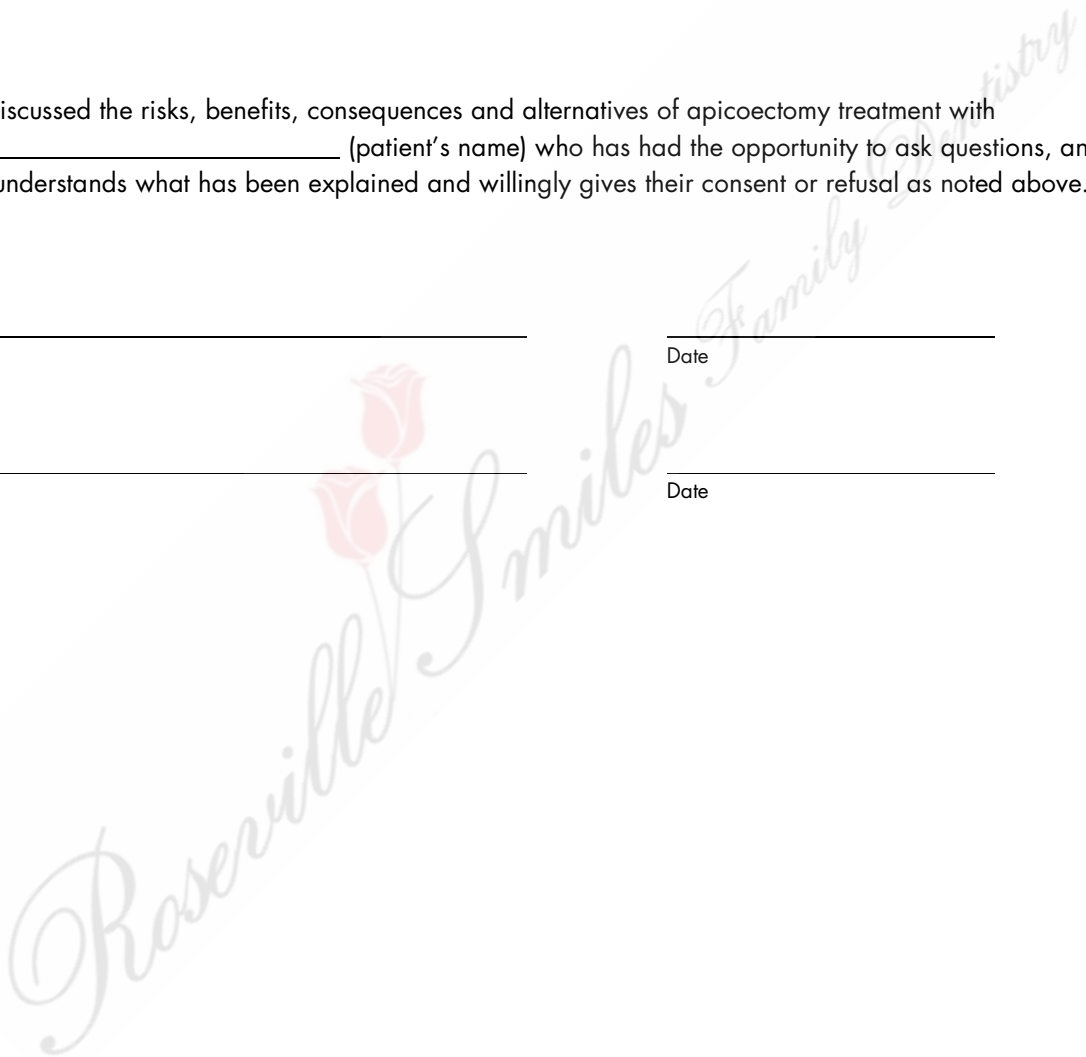 iscussed the risks, benefits, consequences and alternatives of apicoectomy treatment with
(patient’s name) who has had the opportunity to ask questions, an
understands what has been explained and willingly gives their consent or refusal as noted above.
Date
Date
Roseville Smiles Family Dentistry